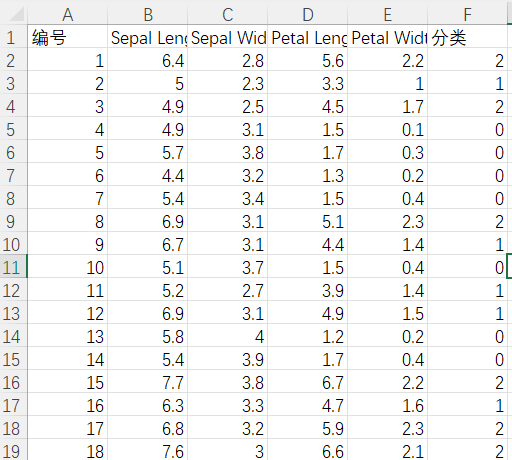 A B C D E F
1 编号 Sepal Leng Sepal Wid Petal Leng Petal Widt 分类
2 1 6.4 2.8 5.6 2.2 2
3 2 5 2.3 3.3 1 1
4 3 4.9 2.5 4.5 1.7 2
5 4 4.9 3.1 1.5 0.1 0
6 5 5.7 3.8 1.7 0.3 0
7 6 4.4 3.2 1.3 0.2 0
8 7 5.4 3.4 1.5 0.4 0
9 8 6.9 3.1 5.1 2.3 2
10 9 6.7 3.1 4.4 1.4 1
11 10 5.1 3.7 1.5 0.4 0
12 11 5.2 2.7 3.9 1.4 1
13 12 6.9 3.1 4.9 1.5 1
14 13 5.8 4 1.2 0.2 0
15 14 5.4 3.9 1.7 0.4 0
16 15 7.7 3.8 6.7 2.2 2
17 16 6.3 3.3 4.7 1.6 1
18 17 6.8 3.2 5.9 2.3 2
19 18 7.6 3 6.6 2.1 2